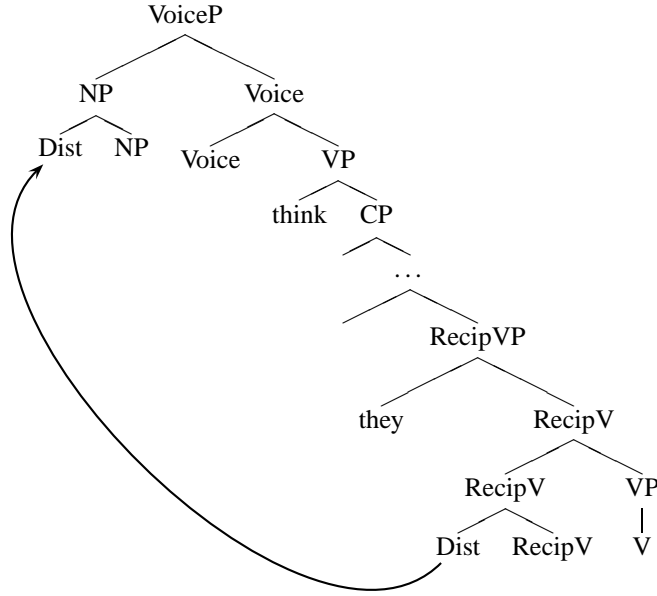 VoiceP
NP Voice
Dist NP Voice VP
think CP
...
RecipVP
they RecipV
RecipV VP
Dist RecipV V